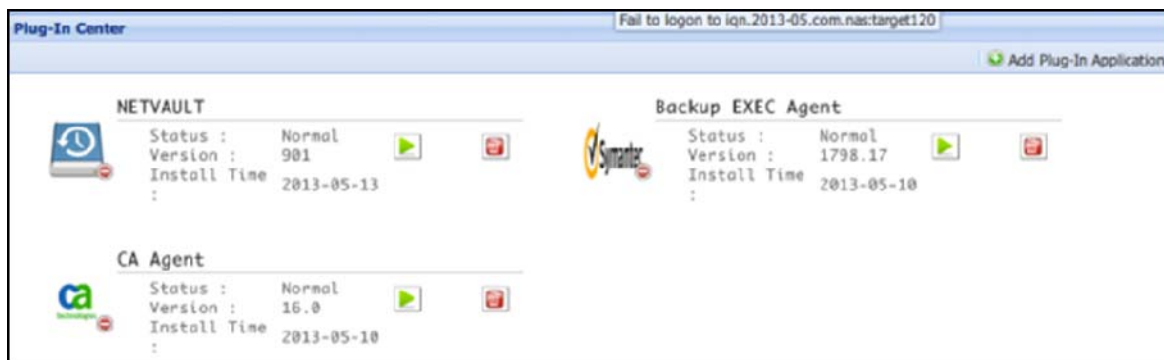 Fail to logon to iqn.2013-05.com.nas:target120
Plug-In Center
Add Plug-In Application
NETVAULT
Status : Normal
Version : 901
Install Time : 2013-05-13
Backup EXEC Agent
Symantec
Status : Normal
Version : 1798.17
Install Time : 2013-05-10
CA Agent
ca
technologies
Status : Normal
Version : 16.0
Install Time : 2013-05-10